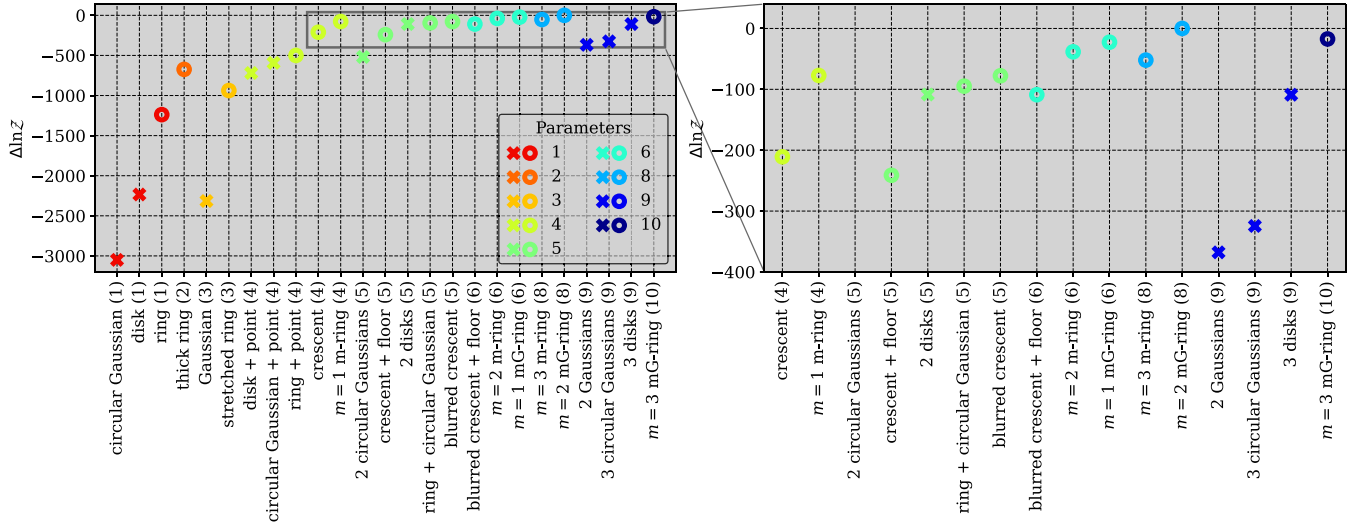 0
−500
−1000
−1500
−2000
−2500
−3000
Δln𝒵
Parameters
1
2
3
4
5
6
8
9
10
circular Gaussian (1)
disk (1)
ring (1)
thick ring (2)
Gaussian (3)
stretched ring (3)
disk + point (4)
circular Gaussian + point (4)
ring + point (4)
crescent (4)
m = 1 m-ring (4)
2 circular Gaussians (5)
crescent + floor (5)
2 disks (5)
ring + circular Gaussian (5)
blurred crescent (5)
blurred crescent + floor (6)
m = 2 m-ring (6)
m = 1 mG-ring (6)
m = 3 m-ring (8)
m = 2 mG-ring (8)
2 Gaussians (9)
3 circular Gaussians (9)
3 disks (9)
m = 3 mG-ring (10)
0
−100
−200
−300
−400
Δln𝒵
crescent (4)
m = 1 m-ring (4)
2 circular Gaussians (5)
crescent + floor (5)
2 disks (5)
ring + circular Gaussian (5)
blurred crescent (5)
blurred crescent + floor (6)
m = 2 m-ring (6)
m = 1 mG-ring (6)
m = 3 m-ring (8)
m = 2 mG-ring (8)
2 Gaussians (9)
3 circular Gaussians (9)
3 disks (9)
m = 3 mG-ring (10)